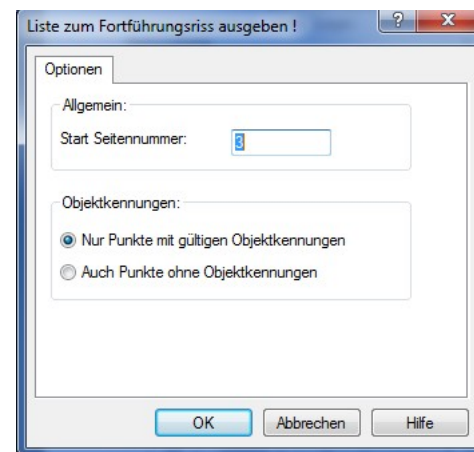 Liste zum Fortführungsriss ausgeben !
?
Optionen
Allgemein:
Start Seitennummer: 3
Objektkennungen:
Nur Punkte mit gültigen Objektkennungen
Auch Punkte ohne Objektkennungen
OK Abbrechen Hilfe